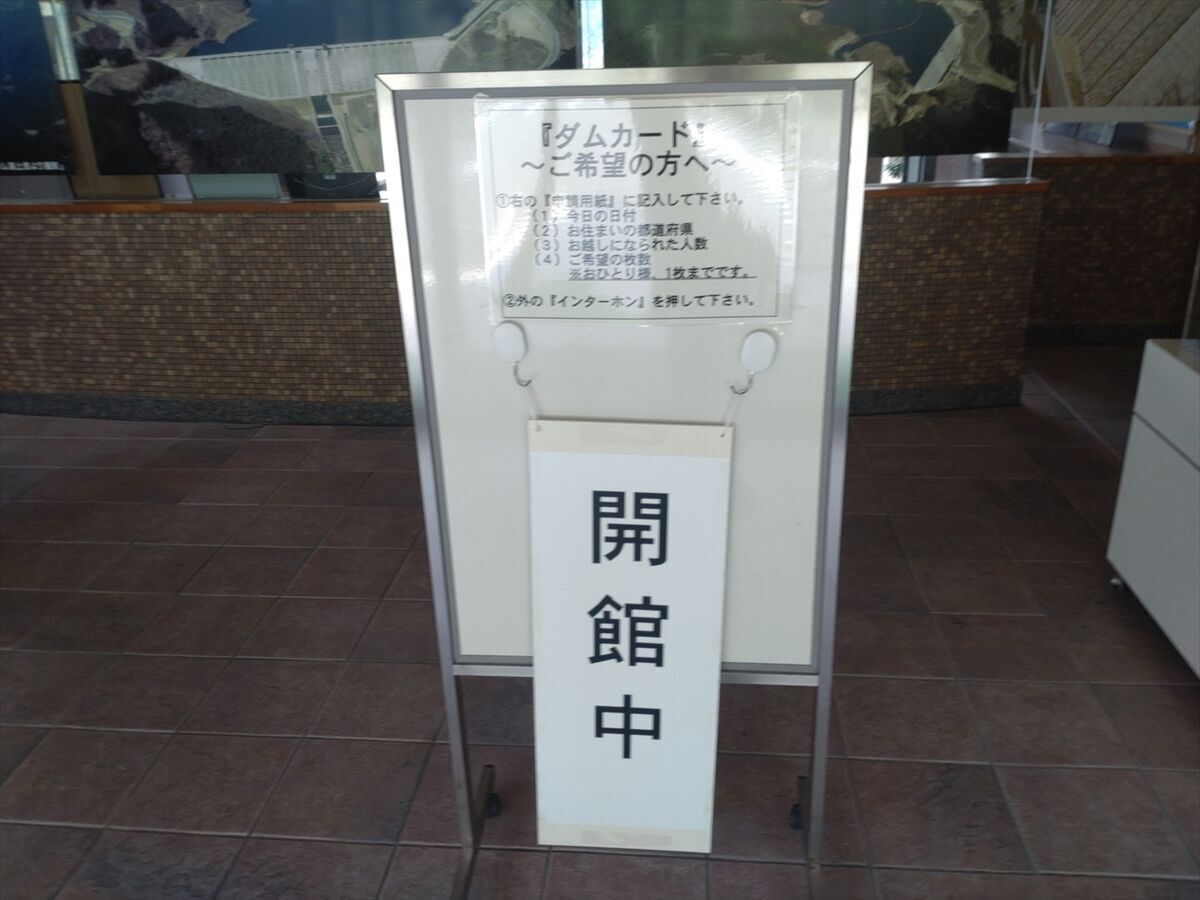 『ダムカード』
～ご希望の方へ～
①右の『申請用紙』に記入して下さい。
（１）今日の日付
（２）お住まいの都道府県
（３）お越しになられた人数
（４）ご希望の枚数
※おひとり様、1枚までです。
②外の『インターホン』を押して下さい。
開館中